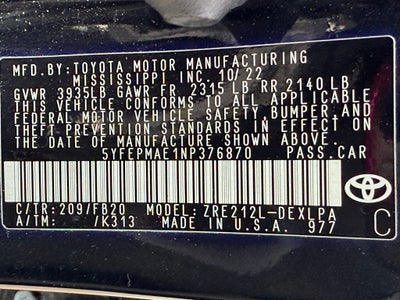 MFD. BY:TOYOTA MOTOR MANUFACTURING
MISSISSIPPI INC. 10/22
GVWR 3935LB GAWR FR 2315 LB RR 2140 LB
THIS VEHICLE CONFORMS TO ALL APPLICABLE
FEDERAL MOTOR VEHICLE SAFETY, BUMPER, AND
THEFT PREVENTION STANDARDS IN EFFECT ON
THE DATE OF MANUFACTURE SHOWN ABOVE.
5YFEPMAE1NP376870 PASS.CAR
C/TR:209/FB20 MODEL:ZRE212L-DEXLPA
A/TM: /K313 MADE IN U.S.A. 977
TOYOTA
C